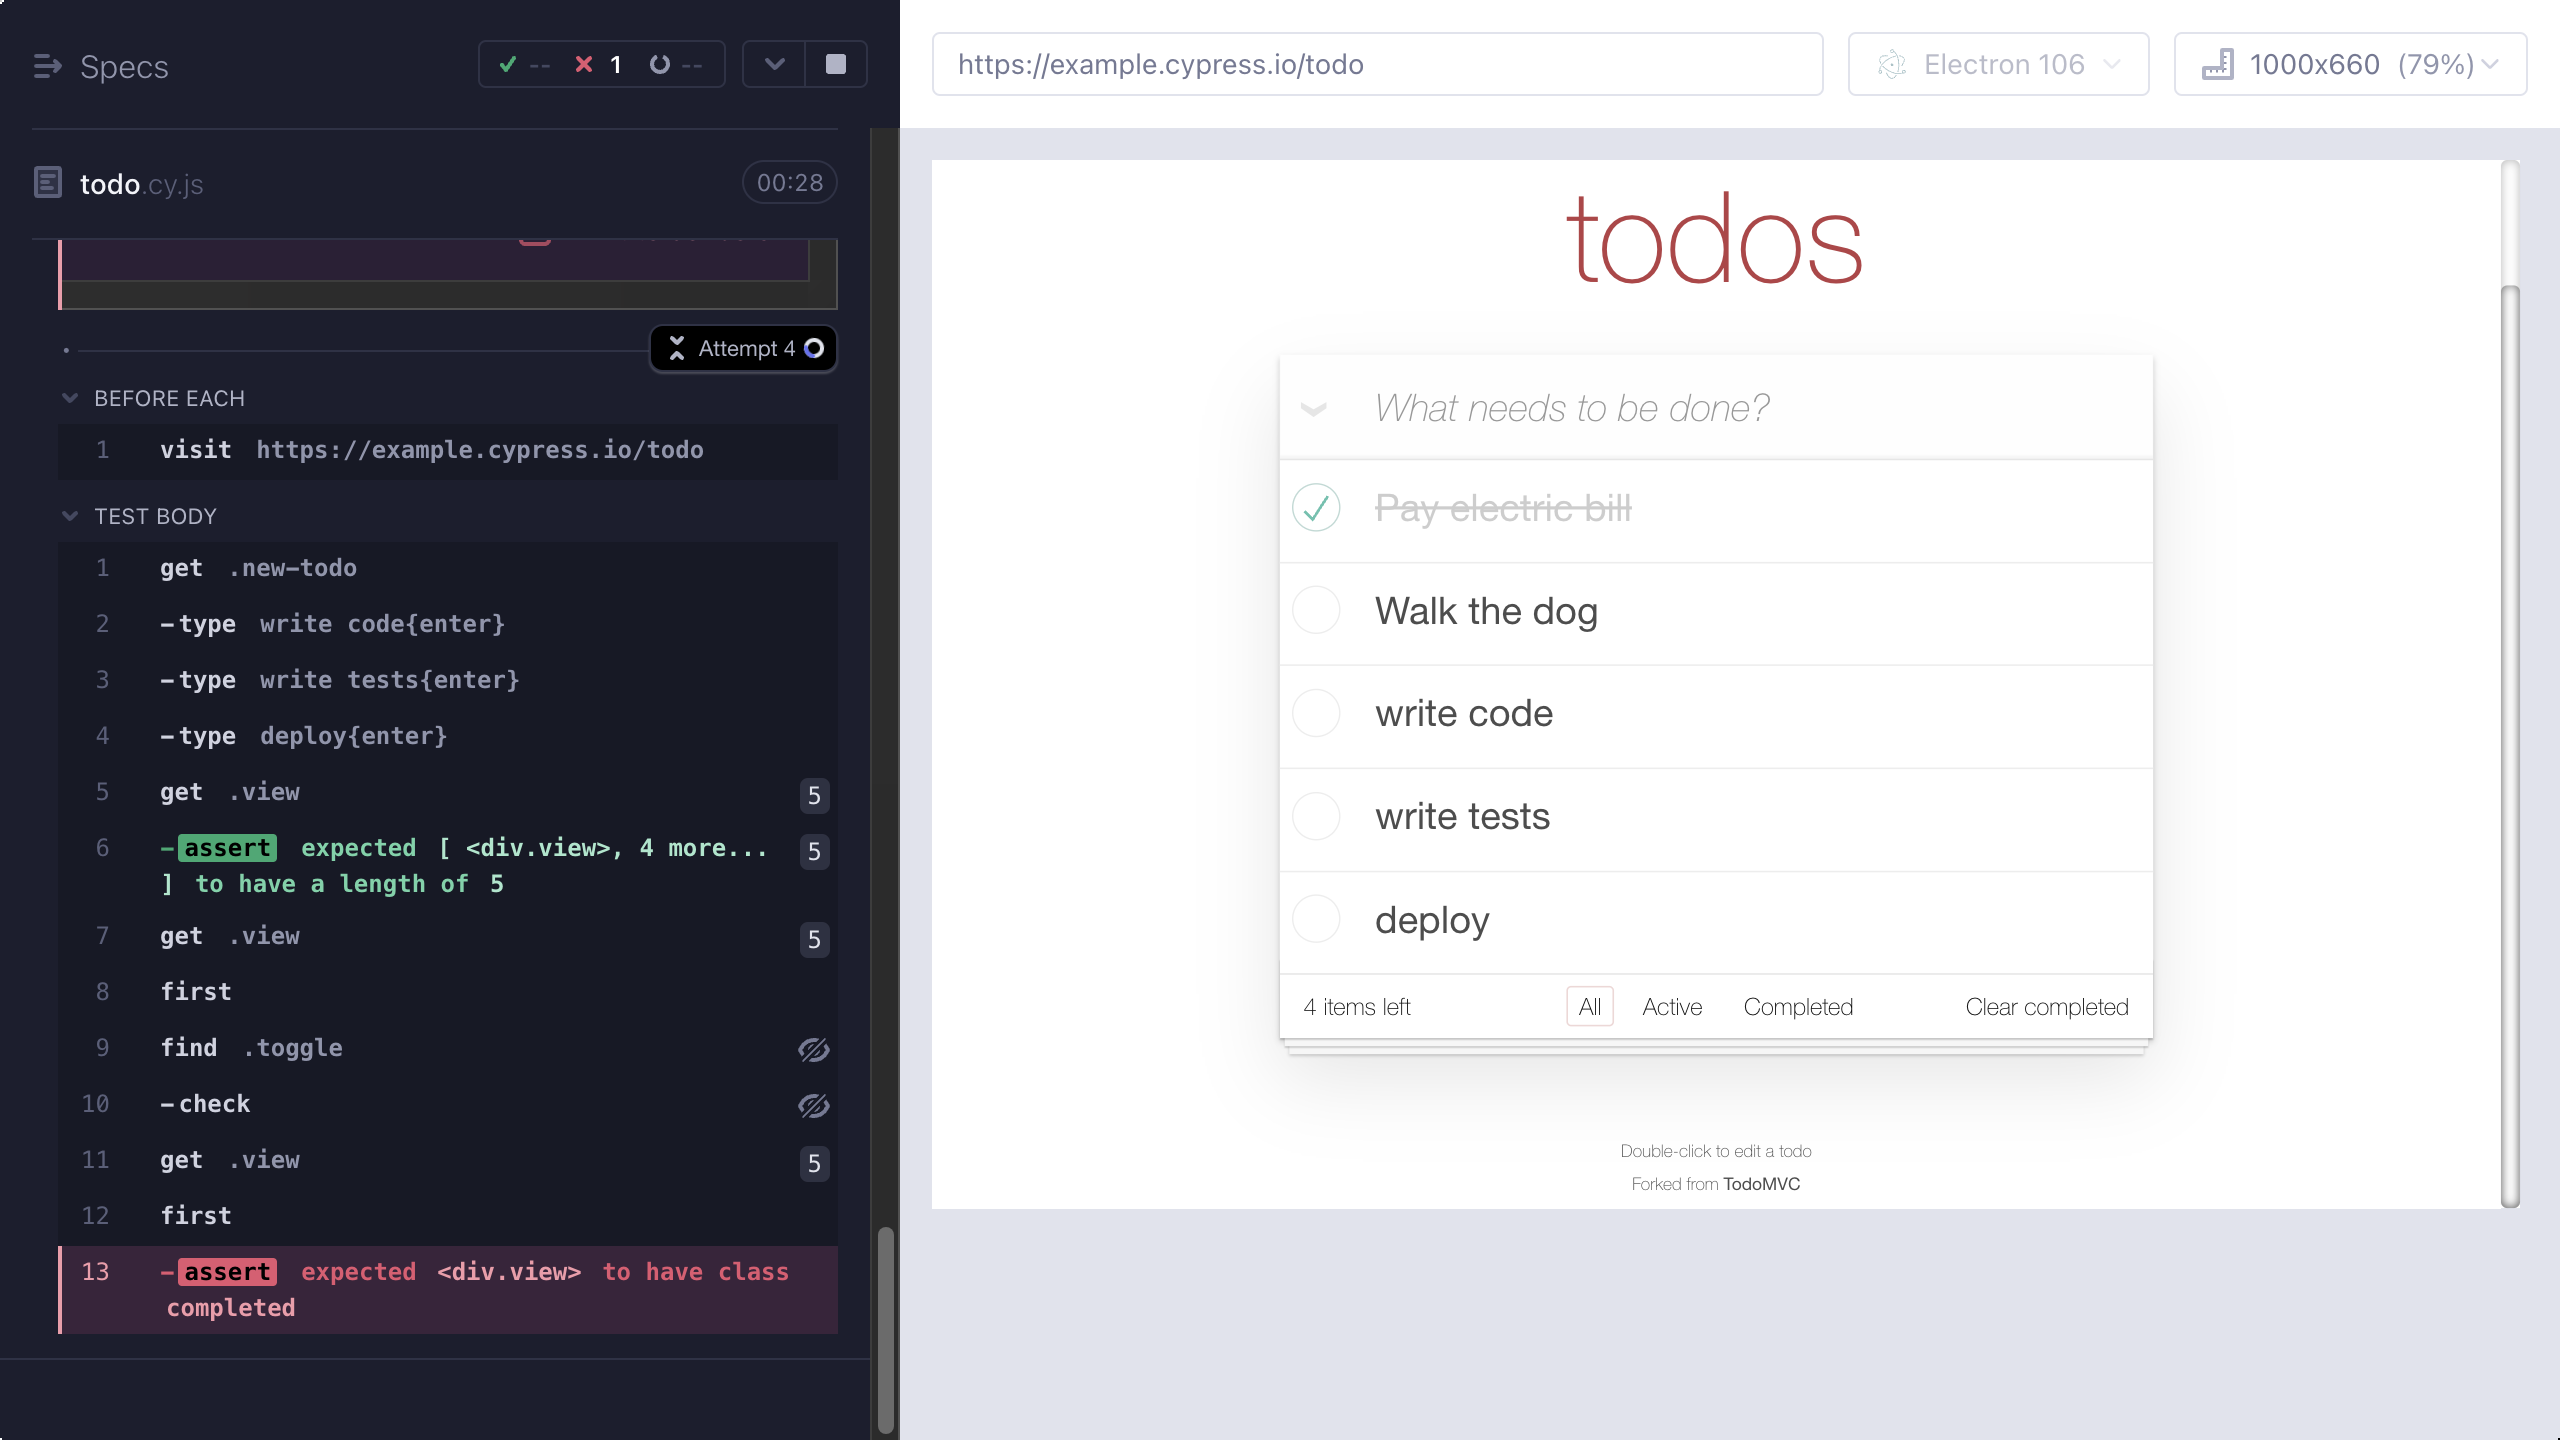 Specs
-- 1 --
todo.cy.js 00:28
Attempt 4
BEFORE EACH
1 visit https://example.cypress.io/todo
TEST BODY
1 get .new-todo
2 -type write code{enter}
3 -type write tests{enter}
4 -type deploy{enter}
5 get .view 5
6 -assert expected [ <div.view>, 4 more... 5
] to have a length of 5
7 get .view 5
8 first
9 find .toggle
10 -check
11 get .view 5
12 first
13 -assert expected <div.view> to have class
completed
https://example.cypress.io/todo
Electron 106
1000x660 (79%)
todos
What needs to be done?
Pay electric bill
Walk the dog
write code
write tests
deploy
4 items left All Active Completed Clear completed
Double-click to edit a todo
Forked from TodoMVC